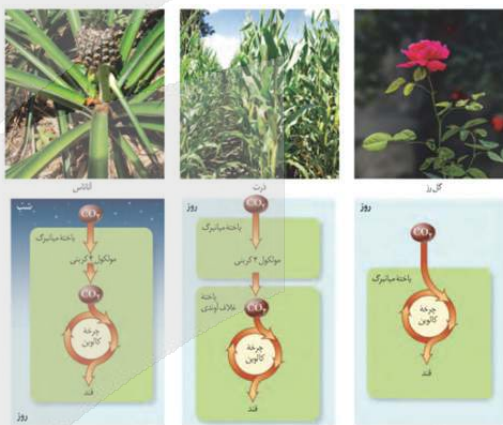 گل رز
ذرت
آناناس
روز
CO₂
یاختهٔ میانبرگ
چرخهٔ
کالوین
قند
روز
CO₂
یاختهٔ میانبرگ
مولکول ۴ کربنی
یاختهٔ
غلاف آوندی
CO₂
چرخهٔ
کالوین
قند
شب
CO₂
یاختهٔ میانبرگ
مولکول ۴ کربنی
CO₂
چرخهٔ
کالوین
قند
روز